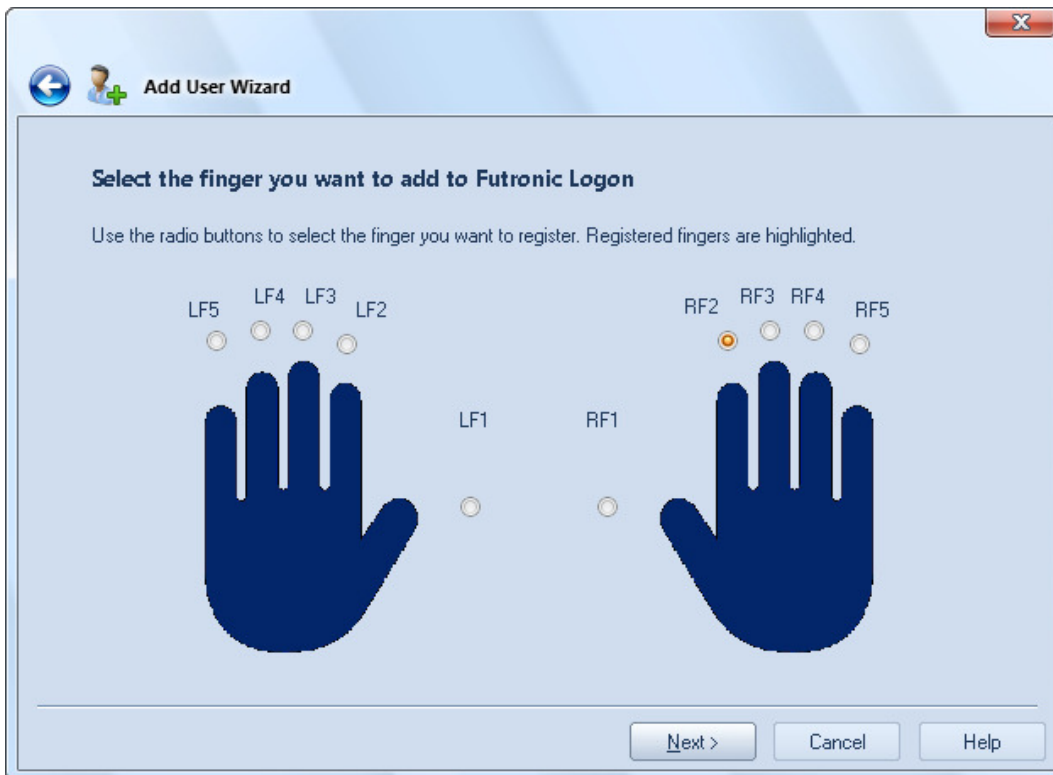 Add User Wizard
Select the finger you want to add to Futronic Logon
Use the radio buttons to select the finger you want to register. Registered fingers are highlighted.
LF5 LF4 LF3 LF2 RF2 RF3 RF4 RF5
LF1 RF1
Next > Cancel Help